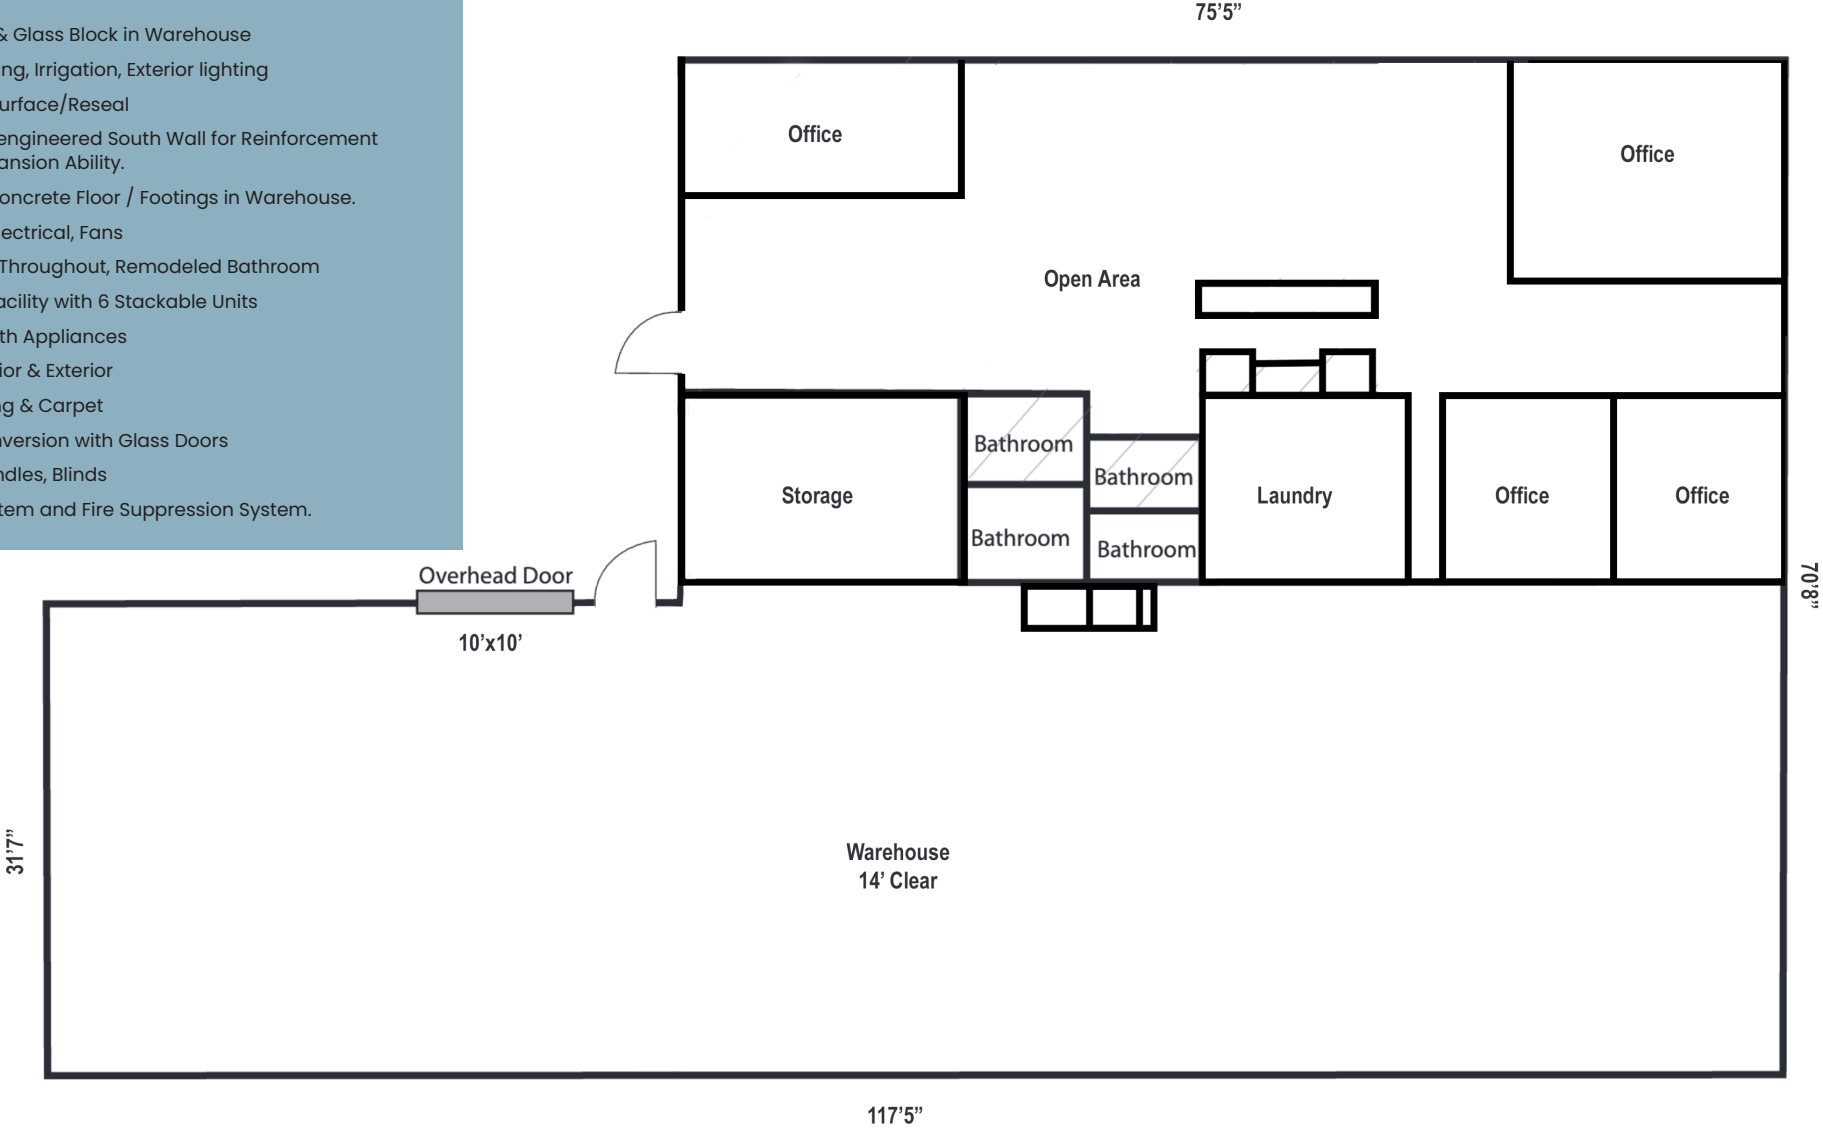 & Glass Block in Warehouse
ng, Irrigation, Exterior lighting
urface/Reseal
engineered South Wall for Reinforcement
ansion Ability.
oncrete Floor / Footings in Warehouse.
ectrical, Fans
Throughout, Remodeled Bathroom
acility with 6 Stackable Units
th Appliances
ior & Exterior
ng & Carpet
nversion with Glass Doors
ndles, Blinds
tem and Fire Suppression System.
75’5”
Office
Office
Open Area
Storage
Bathroom
Bathroom
Bathroom
Bathroom
Laundry
Office
Office
Overhead Door
10’x10’
70’8”
31’7”
Warehouse
14’ Clear
117’5”